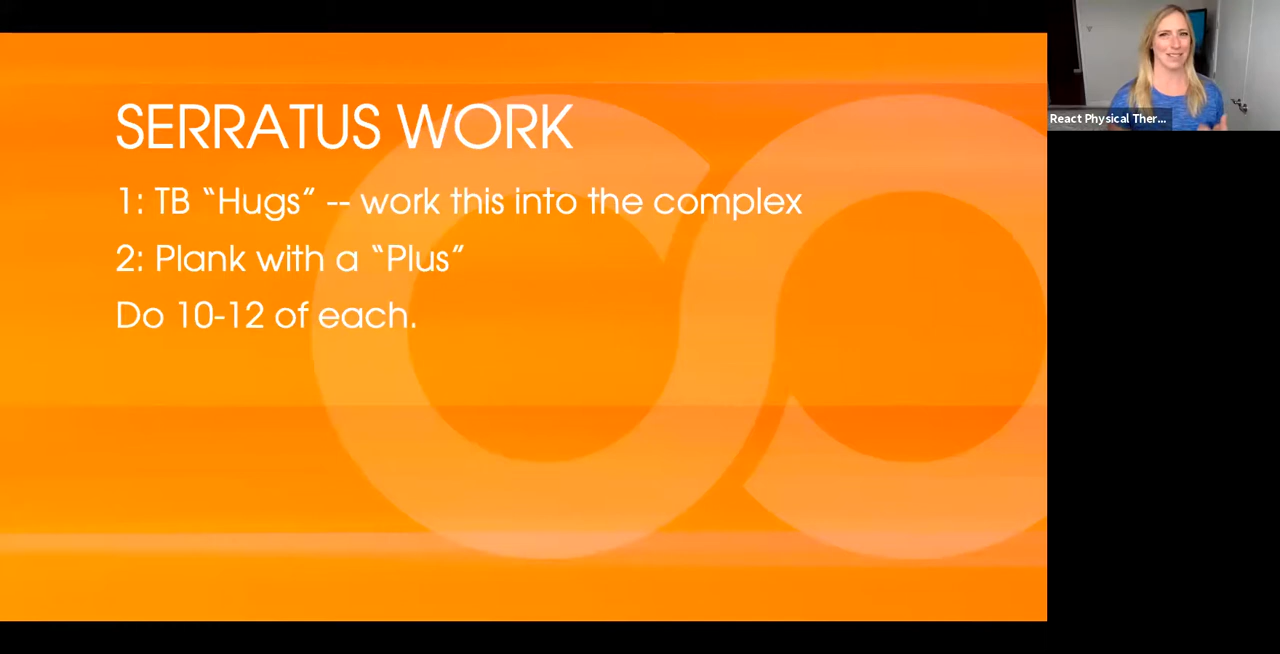 SERRATUS WORK
1: TB “Hugs” -- work this into the complex
2: Plank with a “Plus”
Do 10-12 of each.
React Physical Ther...